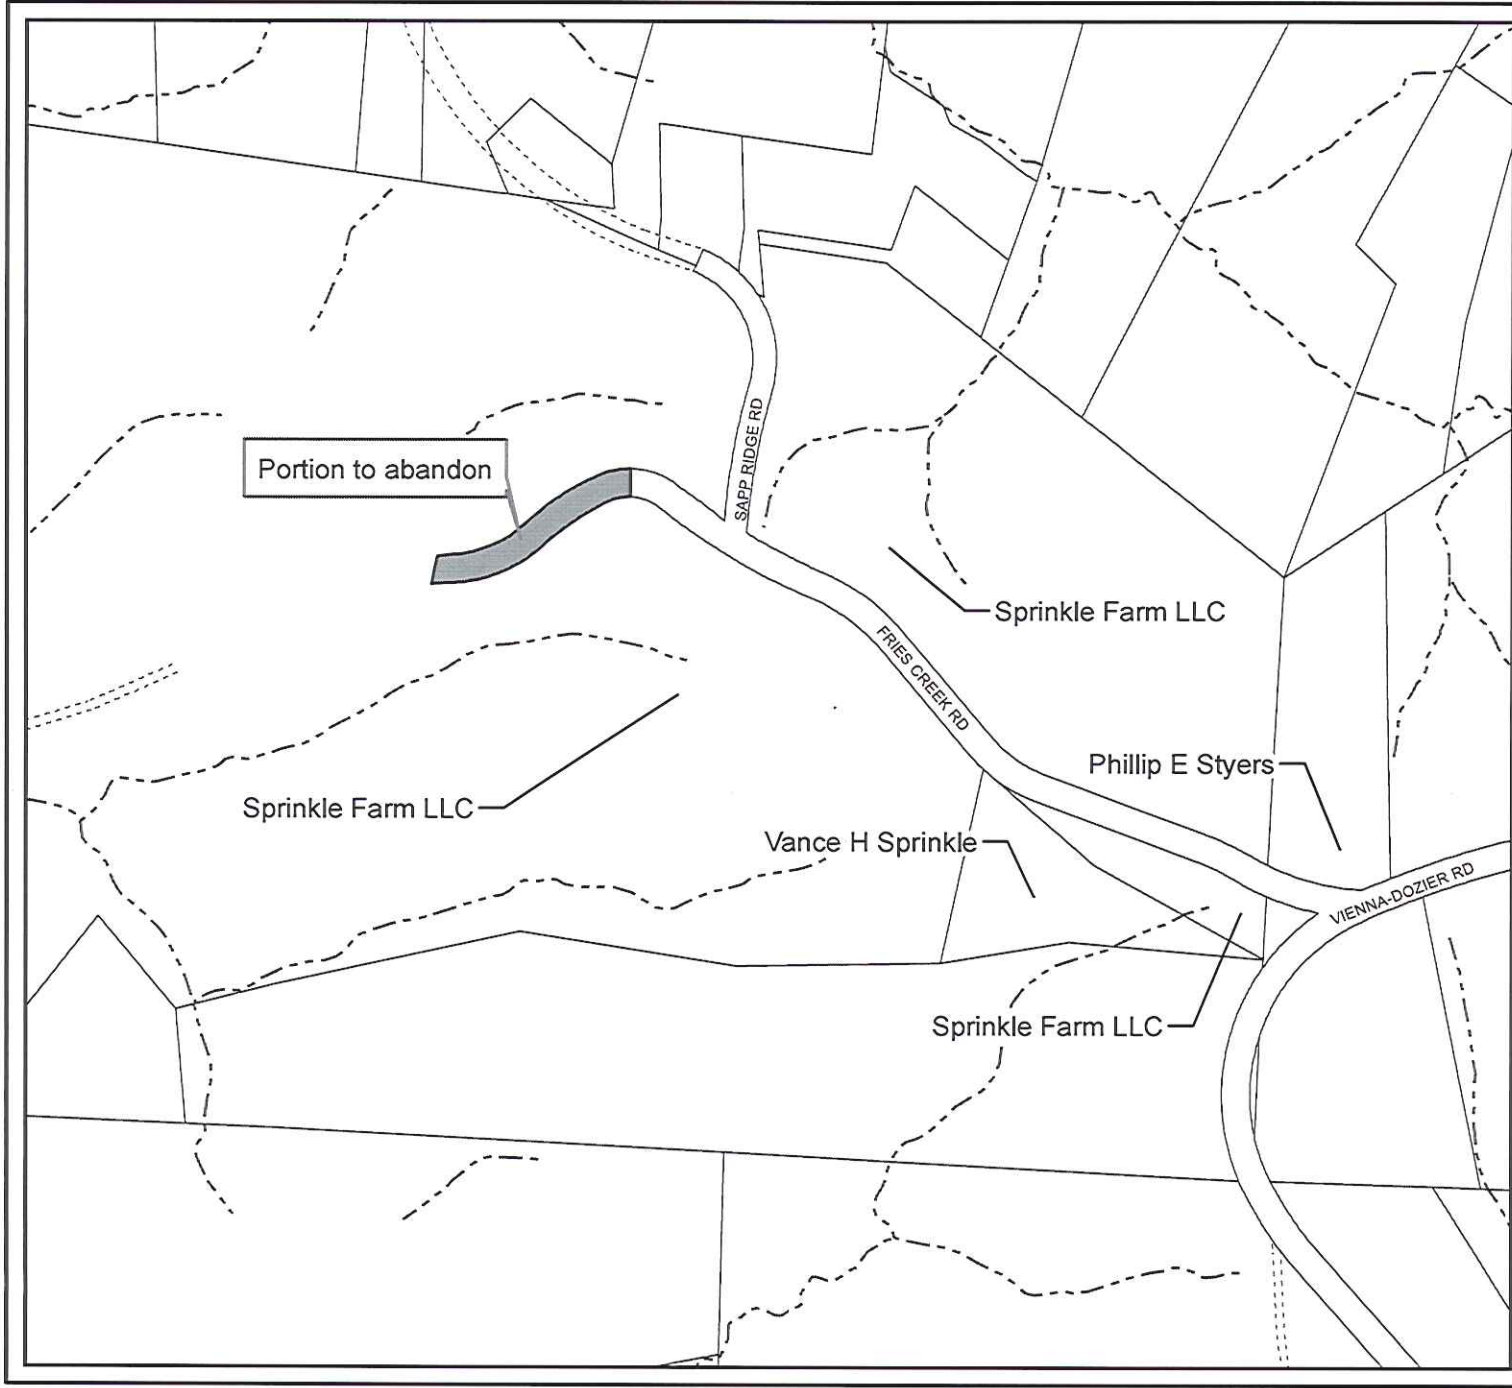 Portion to abandon
SAPP RIDGE RD
Sprinkle Farm LLC
FRIES CREEK RD
Phillip E Styers
Sprinkle Farm LLC
Vance H Sprinkle
VIENNA-DOZIER RD
Sprinkle Farm LLC